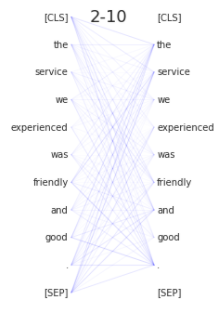 2-10
[CLS] [CLS]
the the
service service
we we
experienced experienced
was was
friendly friendly
and and
good good
. .
[SEP] [SEP]